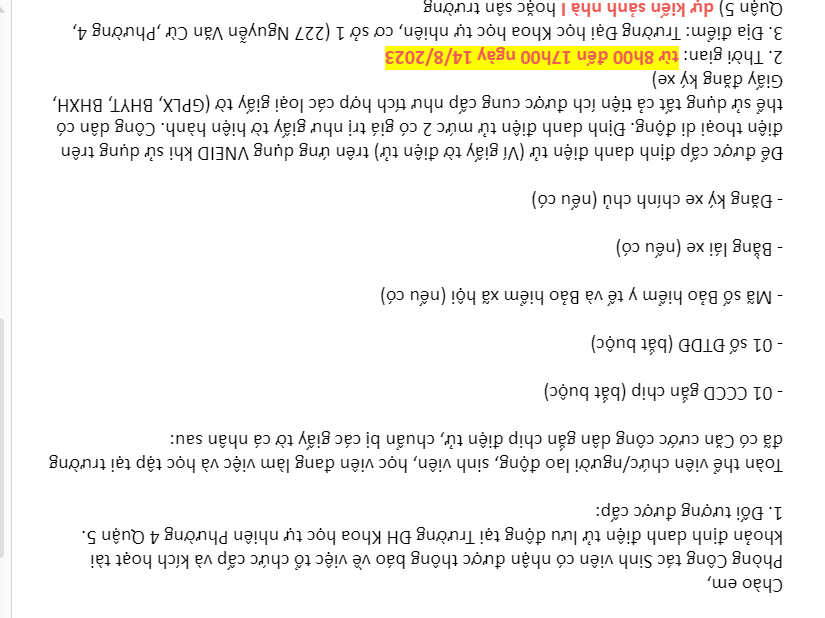 Chào em,
Phòng Công tác Sinh viên có nhận được thông báo về việc tổ chức cấp và kích hoạt tài
khoản định danh điện tử lưu động tại Trường ĐH Khoa học tự nhiên Phường 4 Quận 5.
1. Đối tượng được cấp:
Toàn thể viên chức/người lao động, sinh viên, học viên đang làm việc và học tập tại trường
đã có Căn cước công dân gắn chip điện tử, chuẩn bị các giấy tờ cá nhân sau:
- 01 CCCD gắn chip (bắt buộc)
- 01 số ĐTDĐ (bắt buộc)
- Mã số Bảo hiểm y tế và Bảo hiểm xã hội (nếu có)
- Bằng lái xe (nếu có)
- Đăng ký xe chính chủ (nếu có)
Để được cấp định danh điện tử (Ví giấy tờ điện tử) trên ứng dụng VNEID khi sử dụng trên
điện thoại di động. Định danh điện tử mức 2 có giá trị như giấy tờ hiện hành. Công dân có
thể sử dụng tất cả tiện ích được cung cấp như tích hợp các loại giấy tờ (GPLX, BHYT, BHXH,
Giấy đăng ký xe)
2. Thời gian: từ 8h00 đến 17h00 ngày 14/8/2023
3. Địa điểm: Trường Đại học Khoa học tự nhiên, cơ sở 1 (227 Nguyễn Văn Cừ ,Phường 4,
Quận 5) dự kiến sảnh nhà I hoặc sân trường